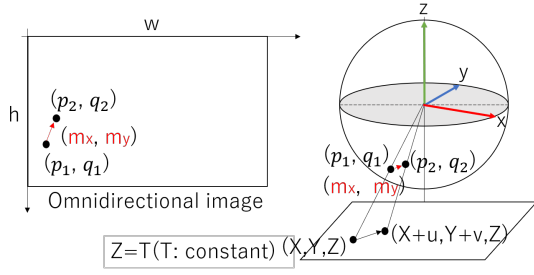 w
h
(p₂, q₂)
(mx, my)
(p₁, q₁)
Omnidirectional image
z
y
x
(p₁, q₁)
(p₂, q₂)
(mx, my)
Z=T(T: constant)
(X,Y,Z)
(X+u,Y+v,Z)